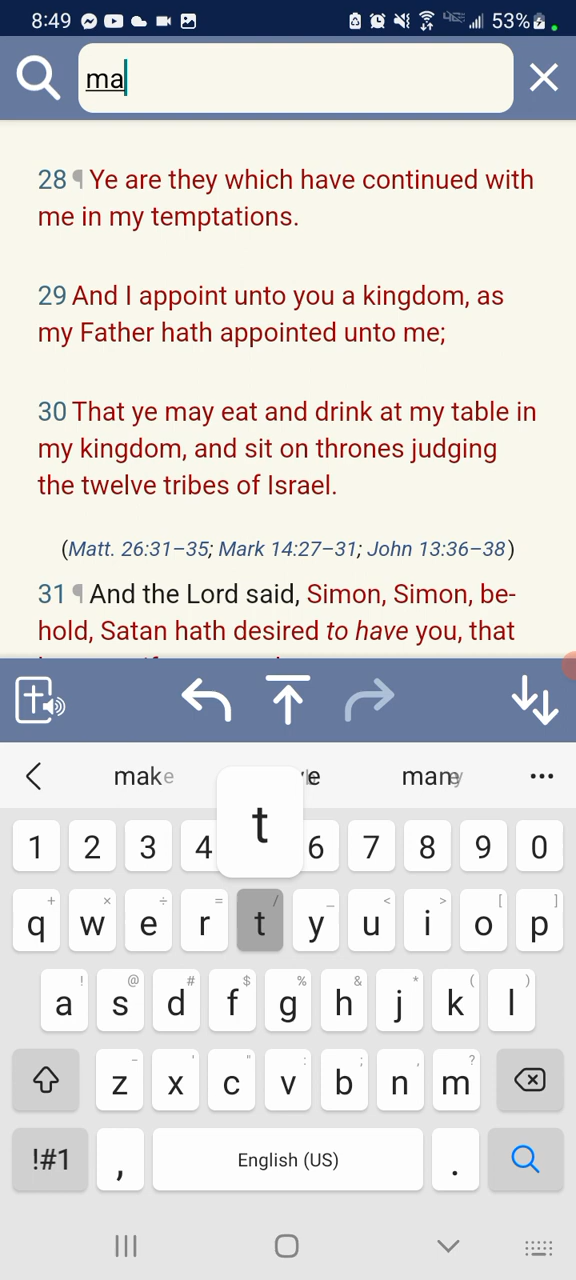 8:49 53%
ma
28 ¶ Ye are they which have continued with
me in my temptations.
29 And I appoint unto you a kingdom, as
my Father hath appointed unto me;
30 That ye may eat and drink at my table in
my kingdom, and sit on thrones judging
the twelve tribes of Israel.
(Matt. 26:31–35; Mark 14:27–31; John 13:36–38)
31 ¶ And the Lord said, Simon, Simon, be-
hold, Satan hath desired to have you, that
make many
t
1 2 3 4 6 7 8 9 0
+ × ÷ = / _ < > [ ]
q w e r t y u i o p
! @ # $ % & * ( )
a s d f g h j k l
- ' " : ; , ?
z x c v b n m
!#1 , English (US) .